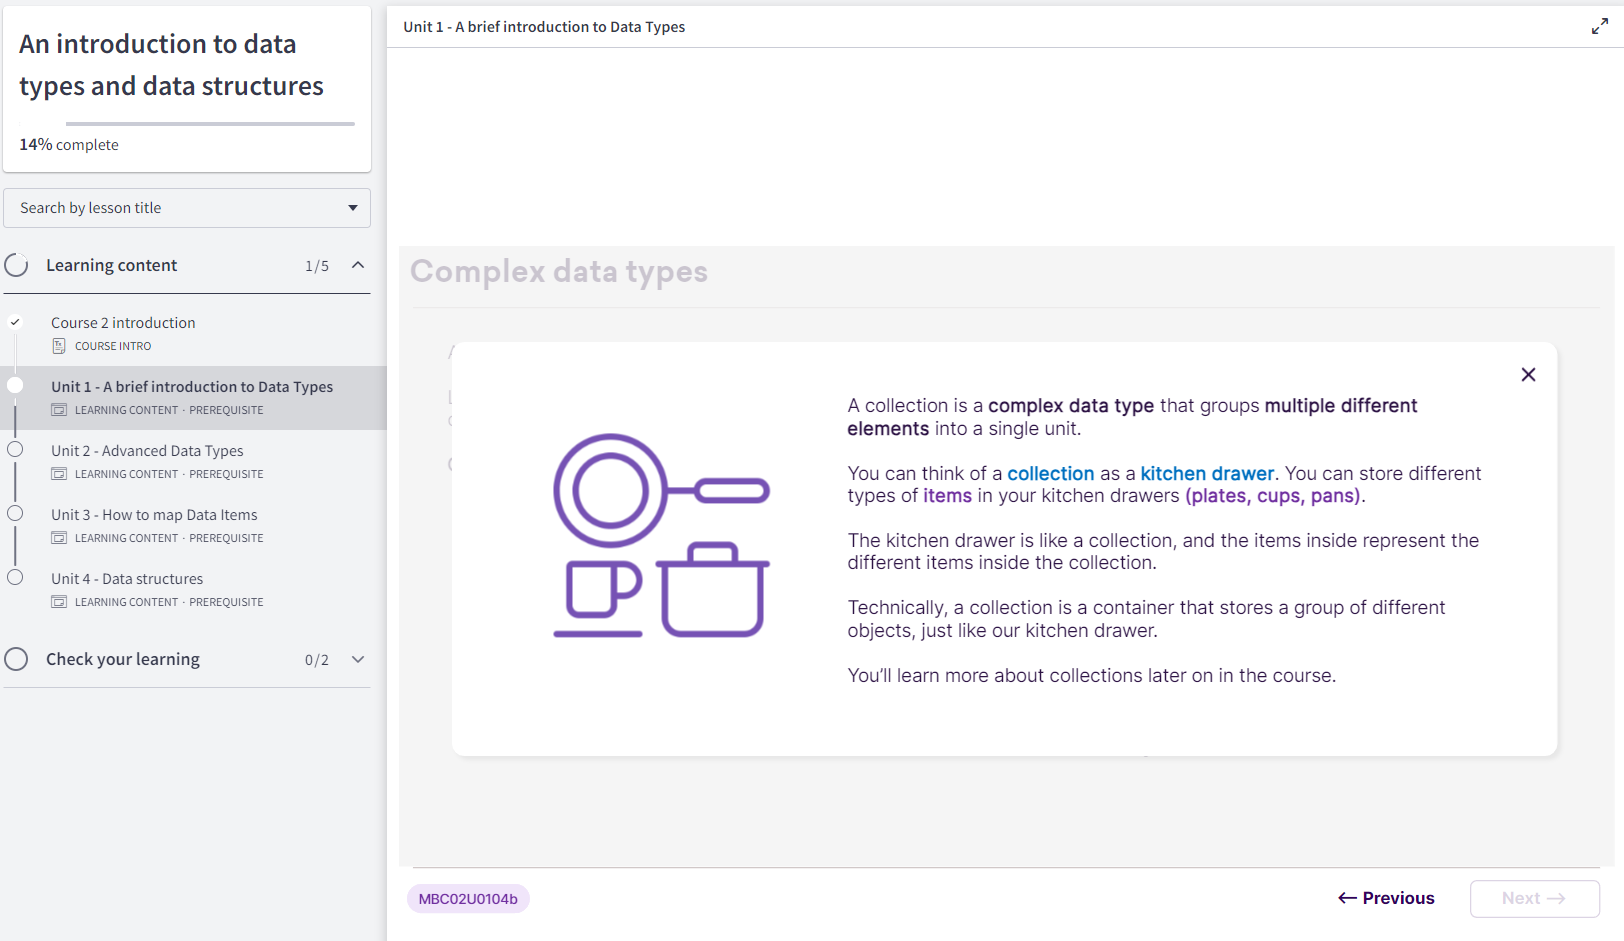 An introduction to data
types and data structures
14% complete
Search by lesson title
Learning content 1/5
Course 2 introduction
COURSE INTRO
Unit 1 - A brief introduction to Data Types
LEARNING CONTENT · PREREQUISITE
Unit 2 - Advanced Data Types
LEARNING CONTENT · PREREQUISITE
Unit 3 - How to map Data Items
LEARNING CONTENT · PREREQUISITE
Unit 4 - Data structures
LEARNING CONTENT · PREREQUISITE
Check your learning 0/2
Unit 1 - A brief introduction to Data Types
Complex data types
A collection is a complex data type that groups multiple different
elements into a single unit.
You can think of a collection as a kitchen drawer. You can store different
types of items in your kitchen drawers (plates, cups, pans).
The kitchen drawer is like a collection, and the items inside represent the
different items inside the collection.
Technically, a collection is a container that stores a group of different
objects, just like our kitchen drawer.
You'll learn more about collections later on in the course.
MBC02U0104b
← Previous
Next →